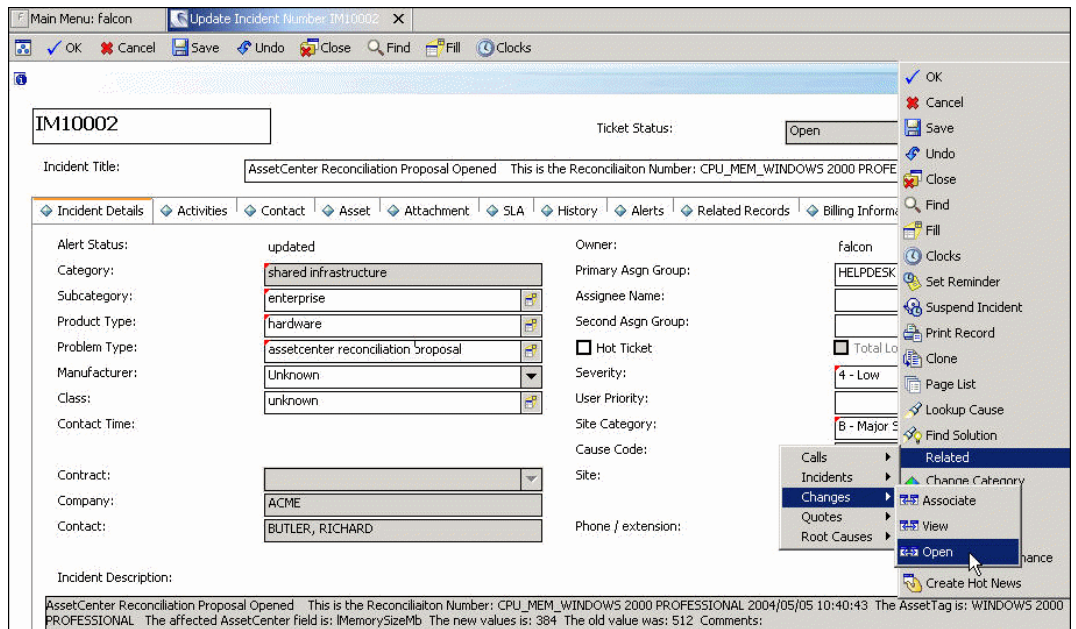 Main Menu: falcon
Update Incident Number IM10002 X
OK Cancel Save Undo Close Find Fill Clocks
OK
Cancel
IM10002
Ticket Status: Open
Save
Undo
Incident Title: AssetCenter Reconciliation Proposal Opened This is the Reconciliaiton Number: CPU_MEM_WINDOWS 2000 PROFE
Close
Find
Incident Details Activities Contact Asset Attachment SLA History Alerts Related Records Billing Informa
Fill
Alert Status: updated Owner: falcon
Clocks
Category: shared infrastructure Primary Asgn Group: HELPDESK
Set Reminder
Subcategory: enterprise Assignee Name:
Suspend Incident
Product Type: hardware Second Asgn Group:
Print Record
Problem Type: assetcenter reconciliation proposal Hot Ticket Total Lo
Clone
Manufacturer: Unknown Severity: 4 - Low
Page List
Class: unknown User Priority:
Lookup Cause
Contact Time: Site Category: B - Major S
Find Solution
Cause Code:
Calls
Related
Contract: Site:
Incidents
Change Category
Company: ACME
Changes
Associate
Quotes
Contact: BUTLER, RICHARD Phone / extension:
View
Root Causes
Open
nance
Incident Description:
Create Hot News
AssetCenter Reconciliation Proposal Opened This is the Reconciliaiton Number: CPU_MEM_WINDOWS 2000 PROFESSIONAL 2004/05/05 10:40:43 The AssetTag is: WINDOWS 2000
PROFESSIONAL The affected AssetCenter field is: lMemorySizeMb The new values is: 384 The old value was: 512 Comments: